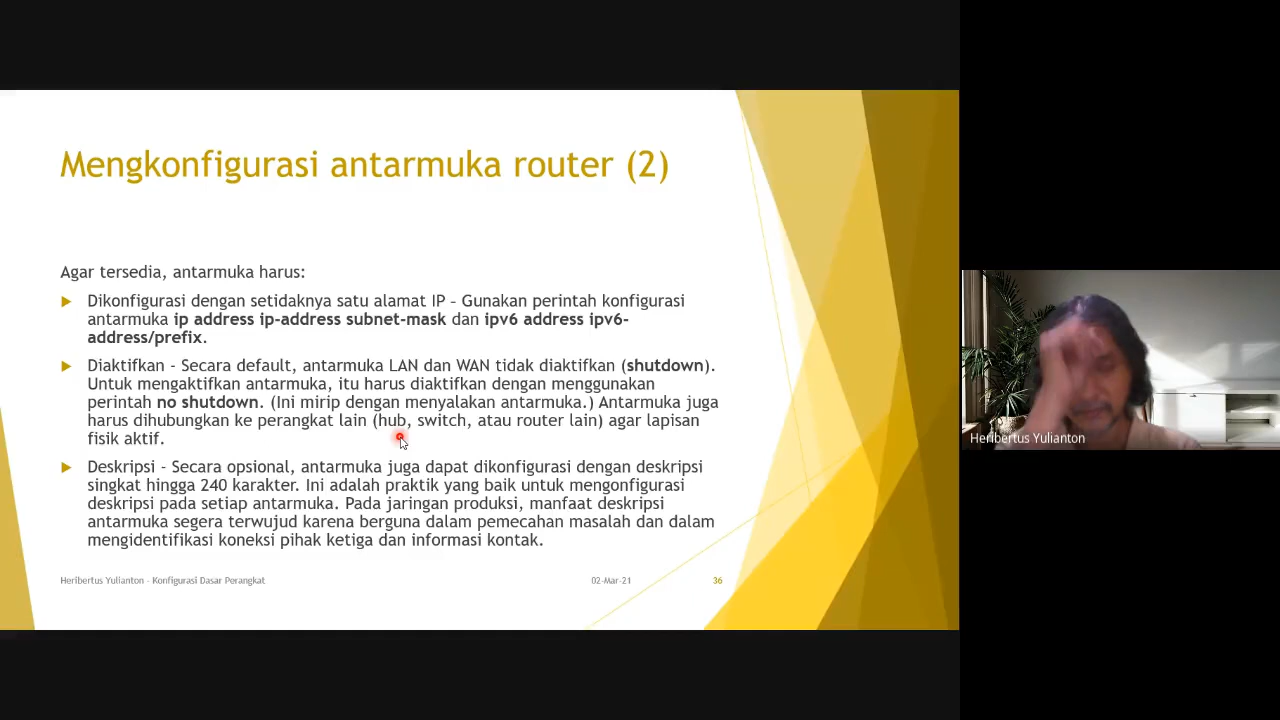 Mengkonfigurasi antarmuka router (2)
Agar tersedia, antarmuka harus:
Dikonfigurasi dengan setidaknya satu alamat IP – Gunakan perintah konfigurasi
antarmuka ip address ip-address subnet-mask dan ipv6 address ipv6-
address/prefix.
Diaktifkan - Secara default, antarmuka LAN dan WAN tidak diaktifkan (shutdown).
Untuk mengaktifkan antarmuka, itu harus diaktifkan dengan menggunakan
perintah no shutdown. (Ini mirip dengan menyalakan antarmuka.) Antarmuka juga
harus dihubungkan ke perangkat lain (hub, switch, atau router lain) agar lapisan
fisik aktif.
Deskripsi - Secara opsional, antarmuka juga dapat dikonfigurasi dengan deskripsi
singkat hingga 240 karakter. Ini adalah praktik yang baik untuk mengonfigurasi
deskripsi pada setiap antarmuka. Pada jaringan produksi, manfaat deskripsi
antarmuka segera terwujud karena berguna dalam pemecahan masalah dan dalam
mengidentifikasi koneksi pihak ketiga dan informasi kontak.
Heribertus Yulianton - Konfigurasi Dasar Perangkat
02-Mar-21
36
Heribertus Yulianton